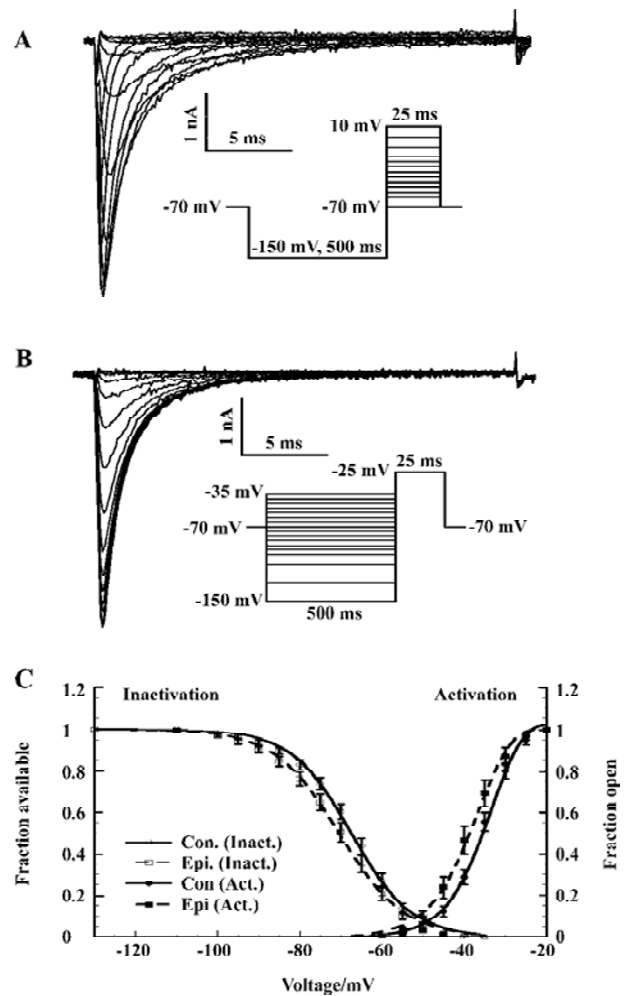 A
1 nA
5 ms
25 ms
10 mV
-70 mV
-70 mV
-150 mV, 500 ms
B
1 nA
5 ms
-25 mV
25 ms
-35 mV
-70 mV
-70 mV
-150 mV
500 ms
C
Inactivation
Activation
1.2
1
0.8
0.6
0.4
0.2
0
1.2
1
0.8
0.6
0.4
0.2
0
Fraction available
Fraction open
Con. (Inact.)
Epi. (Inact.)
Con (Act.)
Epi (Act.)
-120
-100
-80
-60
-40
-20
Voltage/mV